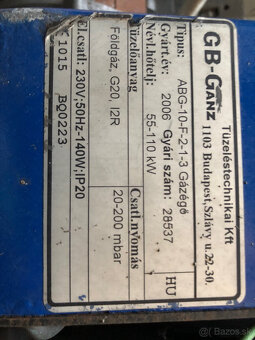 GB-GANZ
Tüzeléstechnikai Kft
1103 Budapest, Szlávy u. 22-30.
Típus: ABG-10-F-2-1-3 Gázégő
Gyárt.év: 2006 Gyári szám: 28537
Névl.hőtelj: 55-110 kW
HU
Tüzelőanyag
Csatl.nyomás
Földgáz, G20, I2R
20-200 mbar
El.csatl: 230V;50Hz-140W;IP20
1015 BQ0223
Bazos.sk